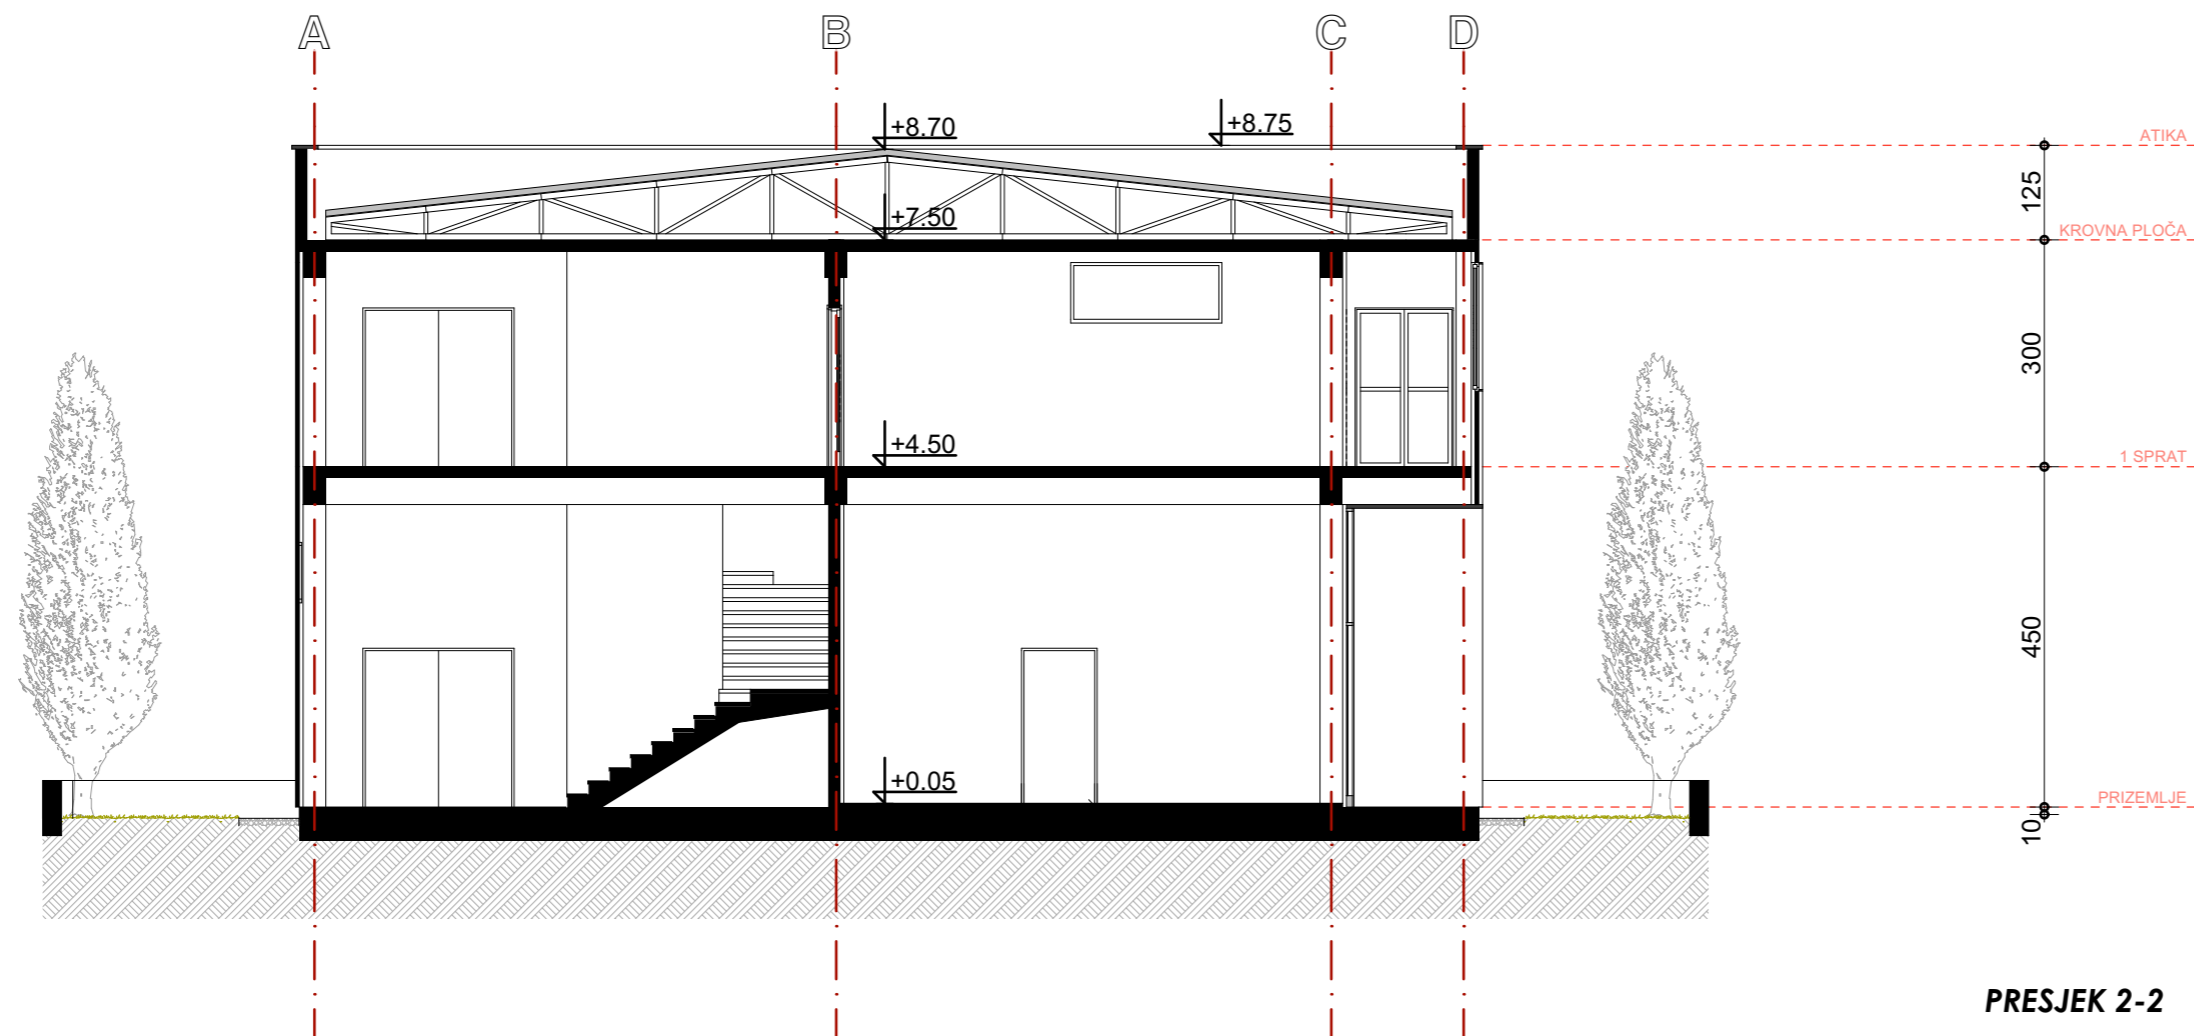 A B C D
+8.70
+8.75
ATIKA
125
+7.50
KROVNA PLOČA
300
+4.50
1 SPRAT
450
+0.05
PRIZEMLJE
10
PRESJEK 2-2